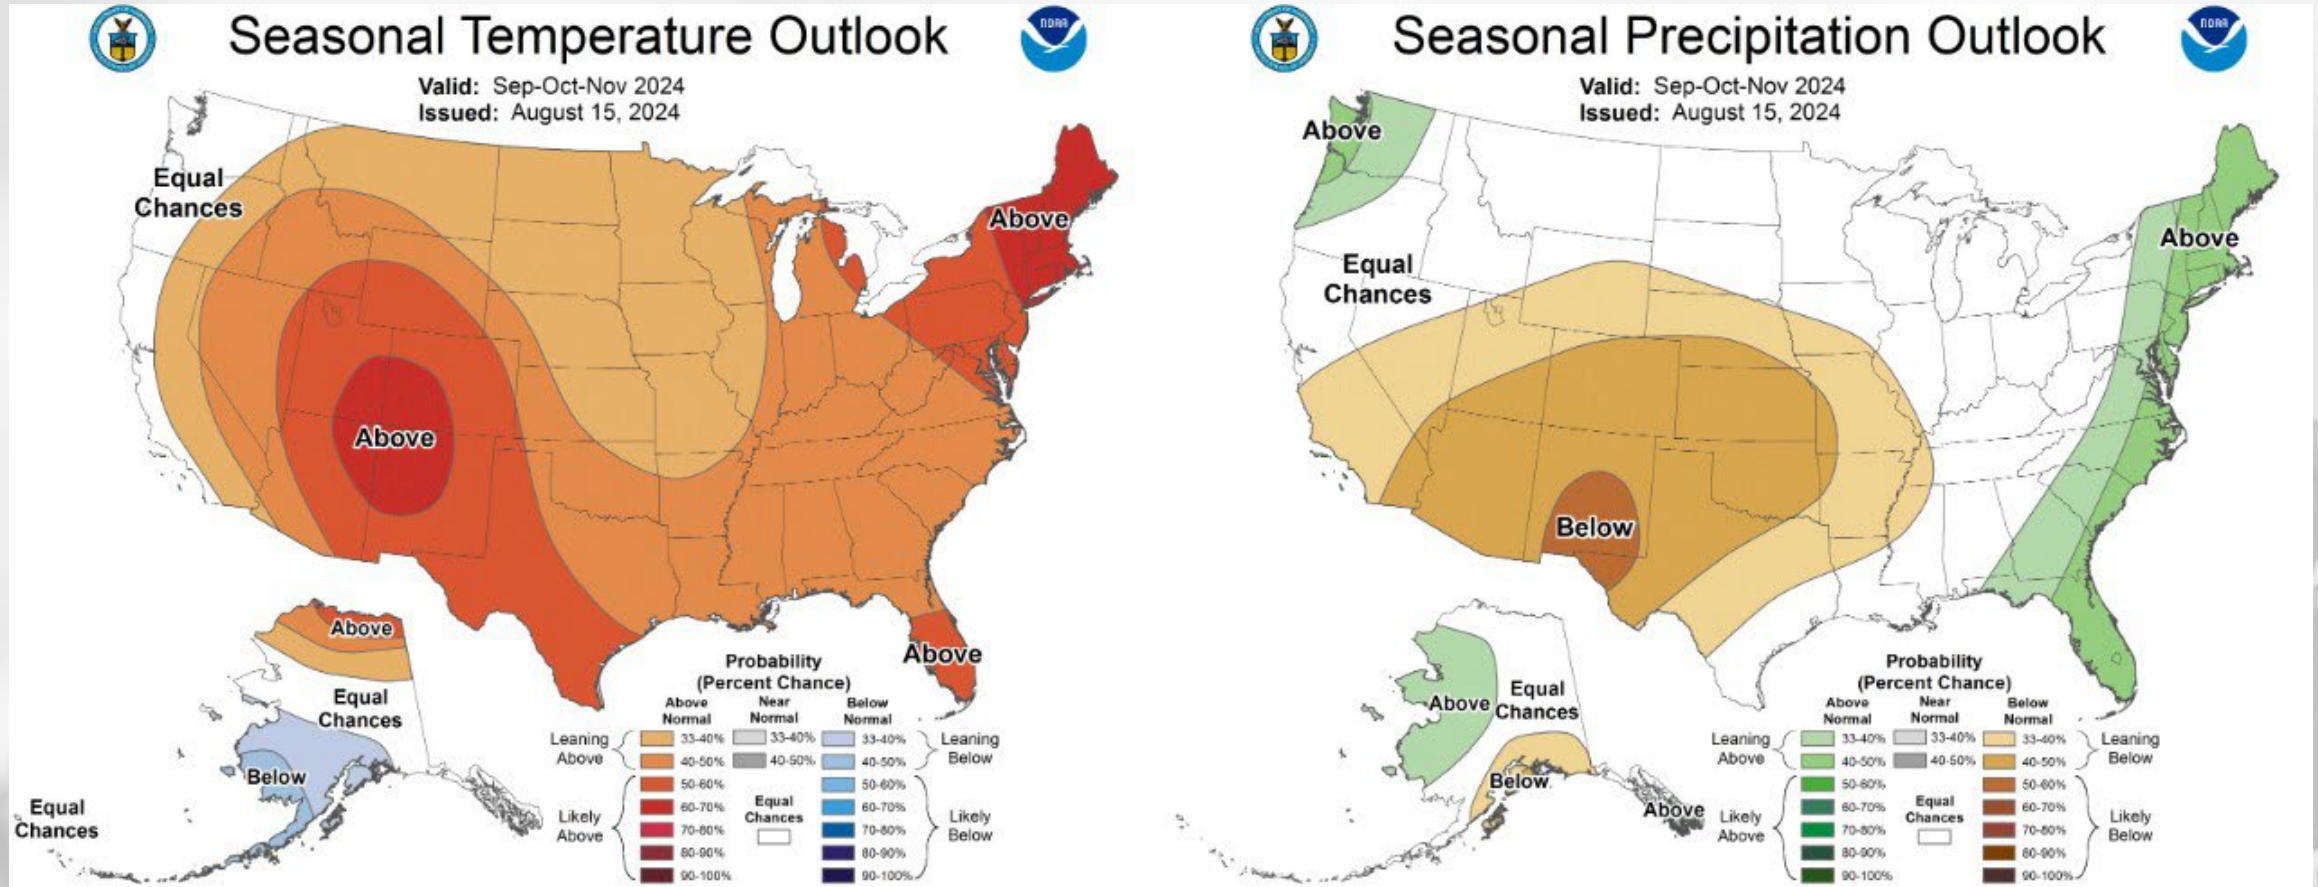 Seasonal Temperature Outlook
NOAA
Valid: Sep-Oct-Nov 2024
Issued: August 15, 2024
Equal
Chances
Above
Above
Above
Above
Equal
Chances
Below
Equal
Chances
Probability
(Percent Chance)
Above
Normal
Near
Normal
Below
Normal
Leaning
Above
33-40%
33-40%
33-40%
Leaning
Below
40-50%
40-50%
40-50%
Likely
Above
50-60%
50-60%
Likely
Below
60-70%
Equal
Chances
60-70%
70-80%
70-80%
80-90%
80-90%
90-100%
90-100%
Seasonal Precipitation Outlook
NOAA
Valid: Sep-Oct-Nov 2024
Issued: August 15, 2024
Above
Above
Equal
Chances
Below
Above
Equal
Chances
Below
Above
Probability
(Percent Chance)
Above
Normal
Near
Normal
Below
Normal
Leaning
Above
33-40%
33-40%
33-40%
Leaning
Below
40-50%
40-50%
40-50%
Likely
Above
50-60%
50-60%
Likely
Below
60-70%
Equal
Chances
60-70%
70-80%
70-80%
80-90%
80-90%
90-100%
90-100%